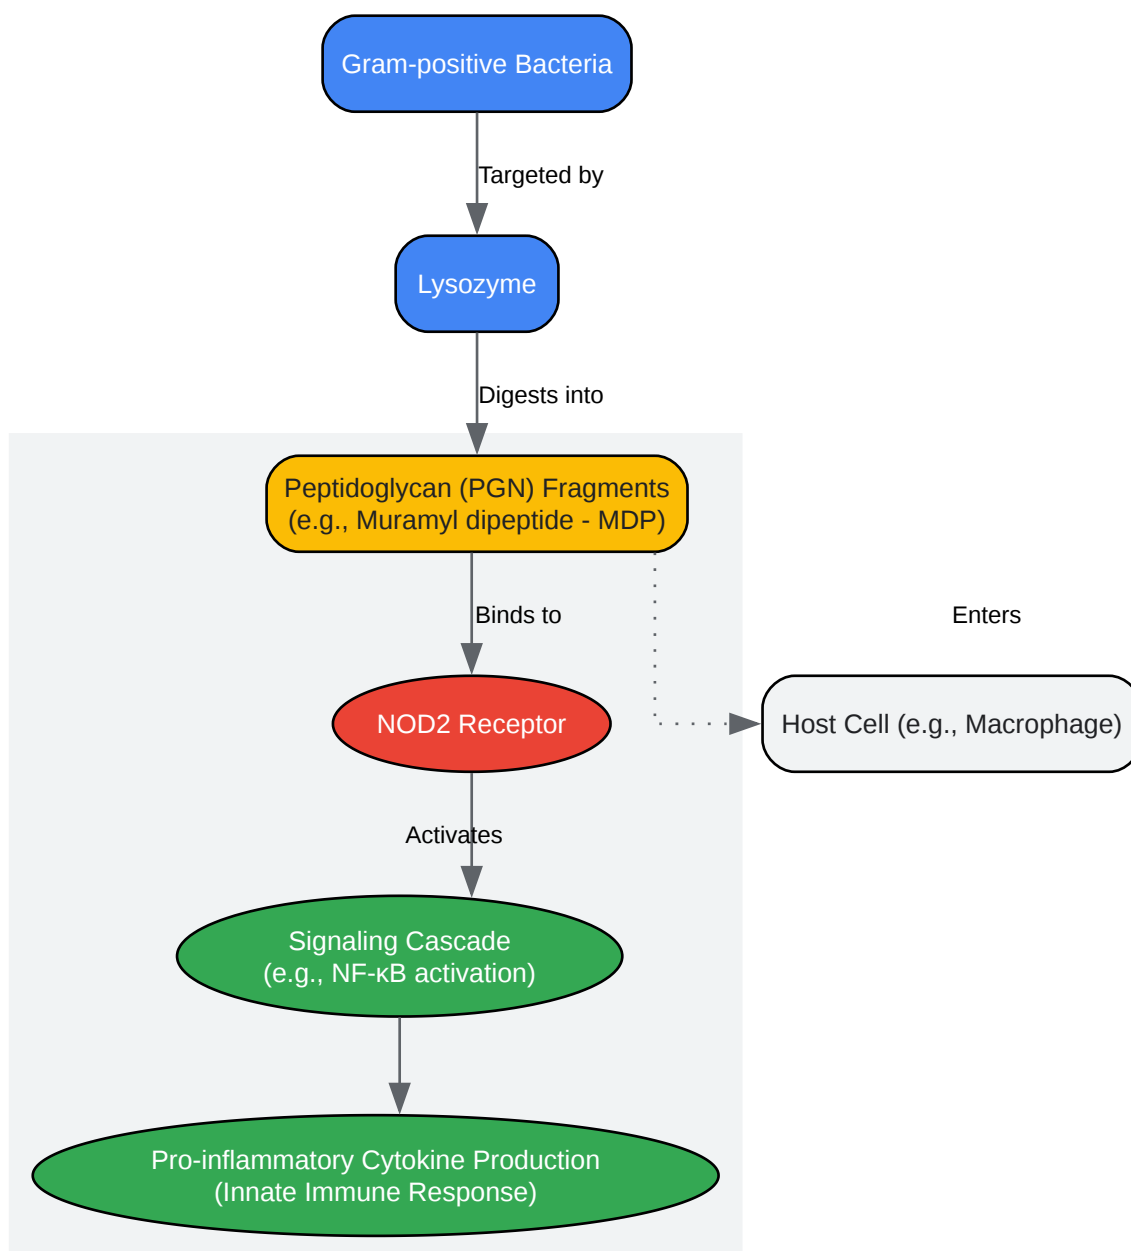 Gram-positive Bacteria
Targeted by
Lysozyme
Digests into
Peptidoglycan (PGN) Fragments
(e.g., Muramyl dipeptide - MDP)
Binds to
Enters
NOD2 Receptor
Host Cell (e.g., Macrophage)
Activates
Signaling Cascade
(e.g., NF-κB activation)
Pro-inflammatory Cytokine Production
(Innate Immune Response)